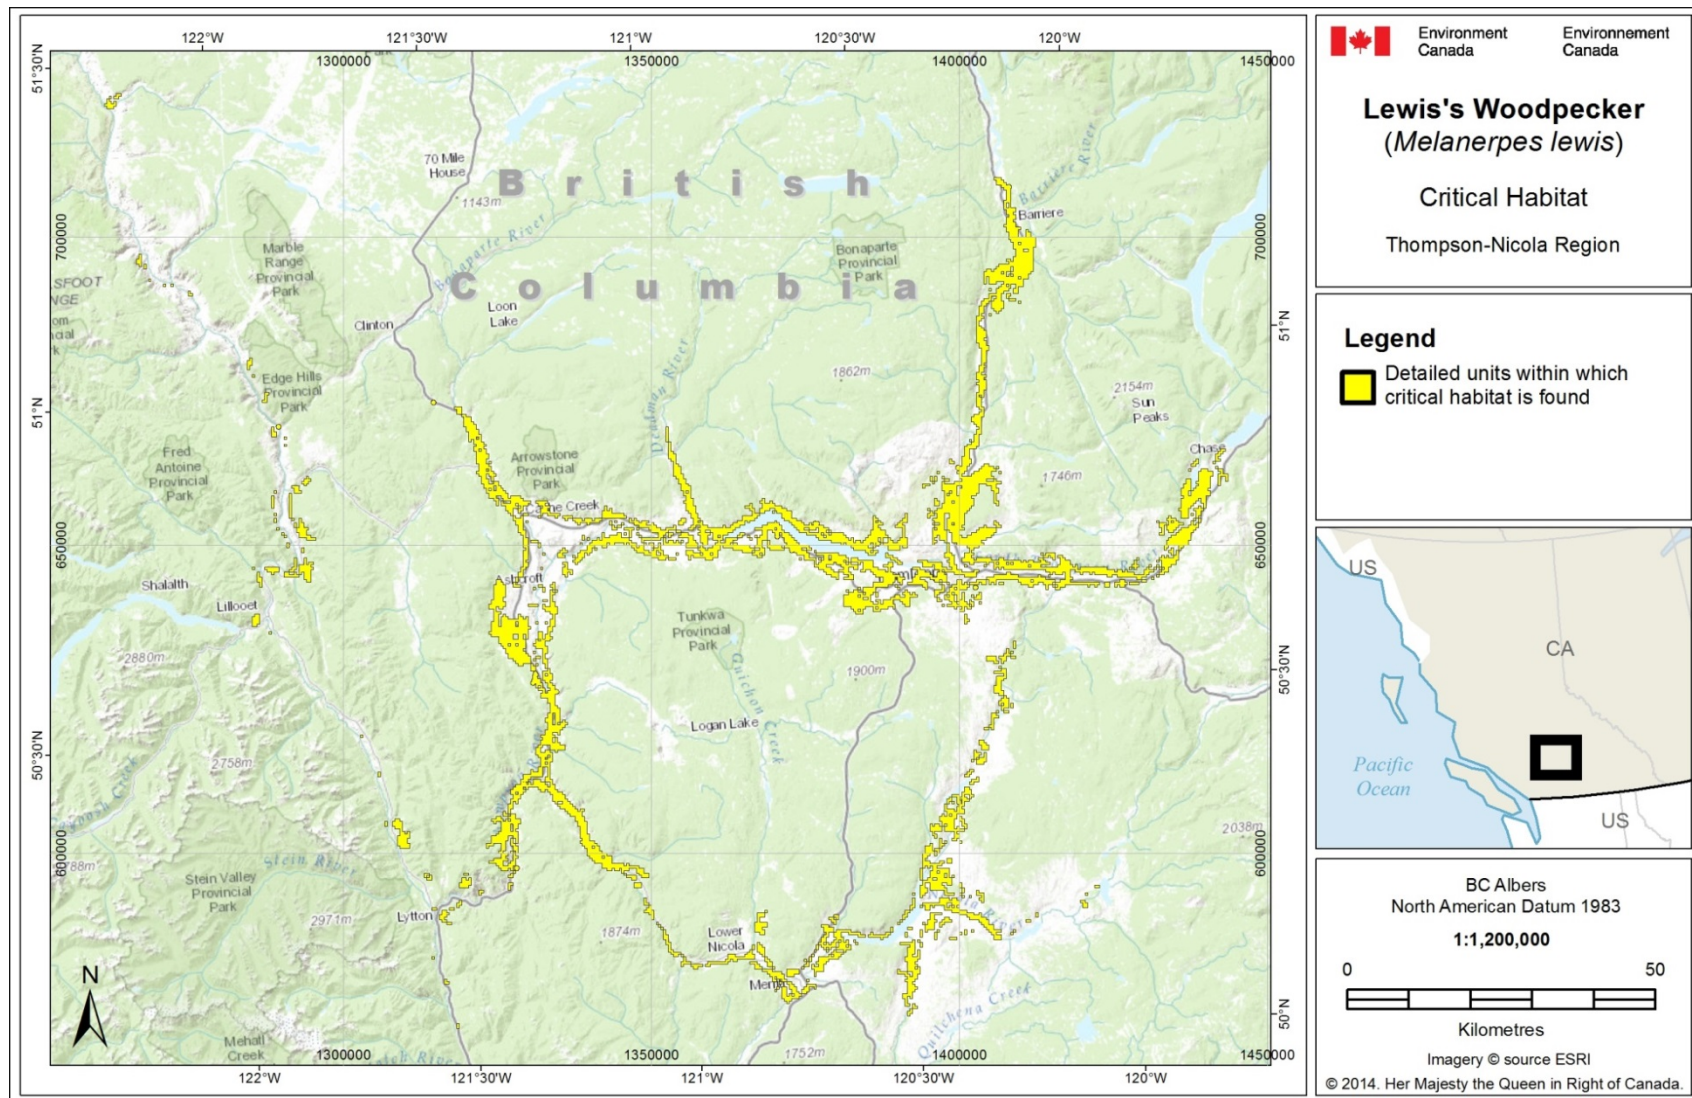 122°W 121°30'W 121°W 120°30'W 120°W
1300000 1350000 1400000 1450000
51°30'N
70 Mile
House
British
1143m
Barriere River
Barriere
700000
700000
Marble
Range
Provincial
Park
Bonaparte River
Bonaparte
Provincial
Park
SFOOT
NGE
Columbia
Loon
Lake
Clinton
51°N
Edge Hills
Provincial
Park
Deadman River
1862m
2154m
Sun
Peaks
51°N
Fred
Antoine
Provincial
Park
Arrowstone
Provincial
Park
1746m
Chase
he Creek
650000
650000
Shalalth
Ashcroft
Lillooet
2880m
Tunkwa
Provincial
Park
Guichon Creek
1900m
50°30'N
Logan Lake
50°30'N
2758m
2038m
600000
600000
788m
Stein River
Stein Valley
Provincial
Park
2971m
Lytton
1874m
Lower
Nicola
River
Quilchena Creek
50°N
N
Mehall
Creek
River
1752m
1300000 1350000 1400000 1450000
122°W 121°30'W 121°W 120°30'W 120°W
Environment
Canada
Environnement
Canada
Lewis's Woodpecker
(Melanerpes lewis)
Critical Habitat
Thompson-Nicola Region
Legend
Detailed units within which
critical habitat is found
US
CA
Pacific
Ocean
US
BC Albers
North American Datum 1983
1:1,200,000
0 50
Kilometres
Imagery © source ESRI
© 2014. Her Majesty the Queen in Right of Canada.